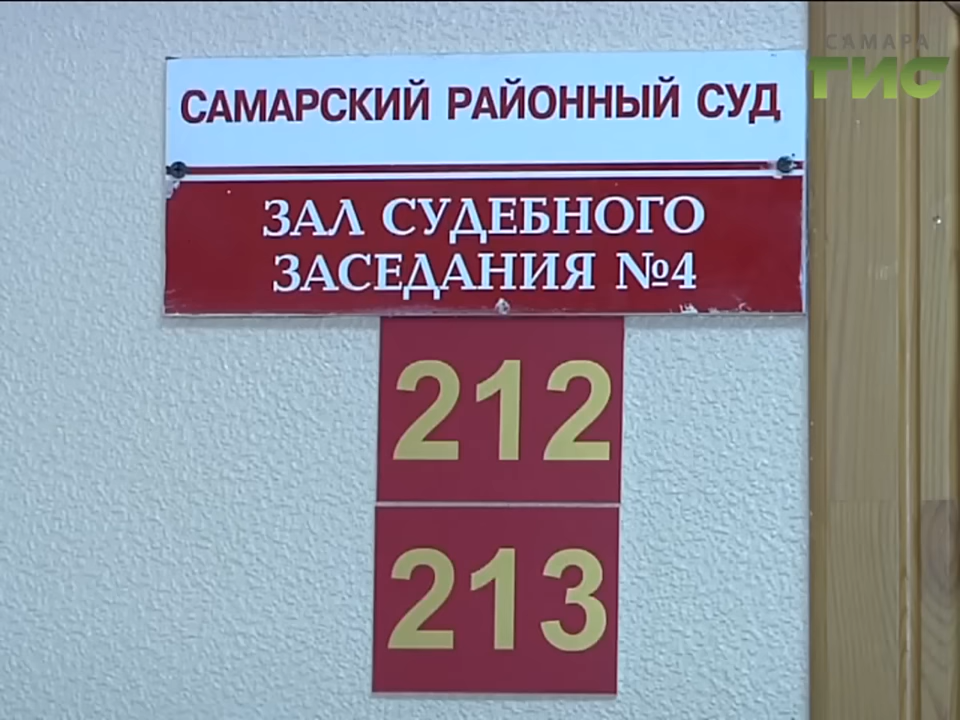 САМАРА
ГИС
САМАРСКИЙ РАЙОННЫЙ СУД
ЗАЛ СУДЕБНОГО
ЗАСЕДАНИЯ №4
212
213